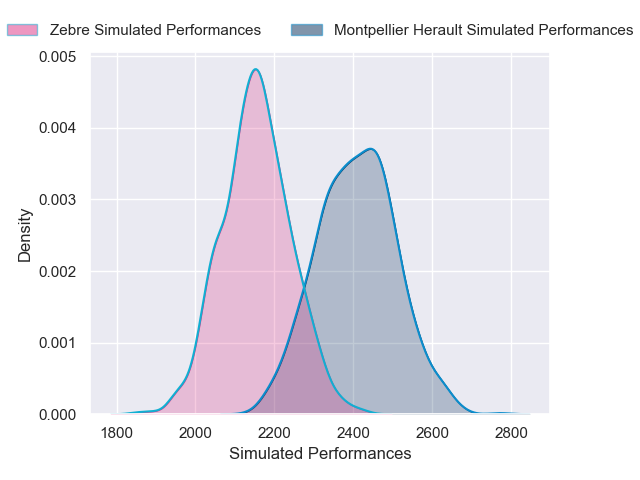 Zebre Simulated Performances
Montpellier Herault Simulated Performances
0.005
0.004
0.003
0.002
0.001
0.000
Density
1800 2000 2200 2400 2600 2800
Simulated Performances